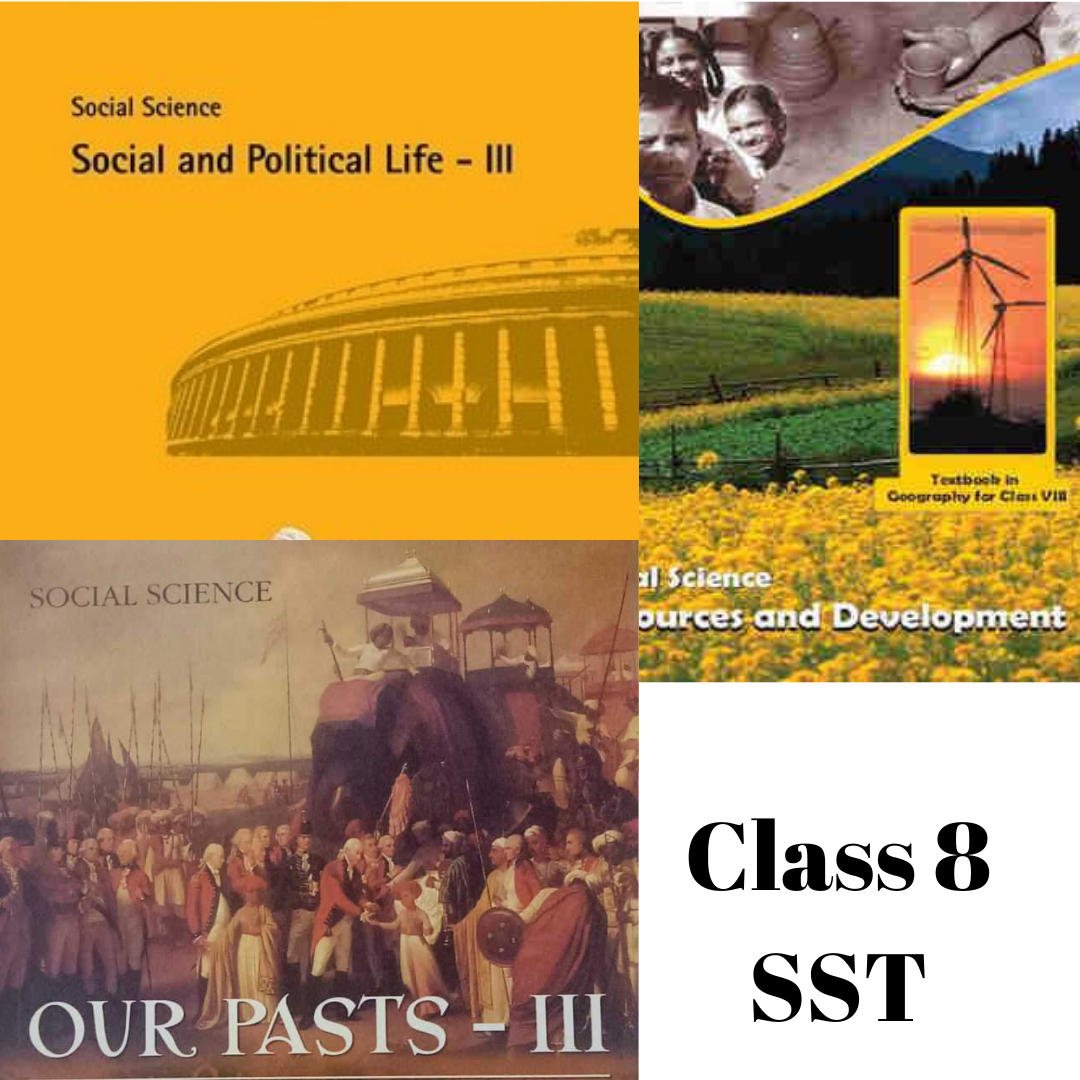 Social Science
Social and Political Life - III
Textbook in
Geography for Class VIII
al Science
ources and Development
SOCIAL SCIENCE
OUR PASTS - III
Class 8
SST